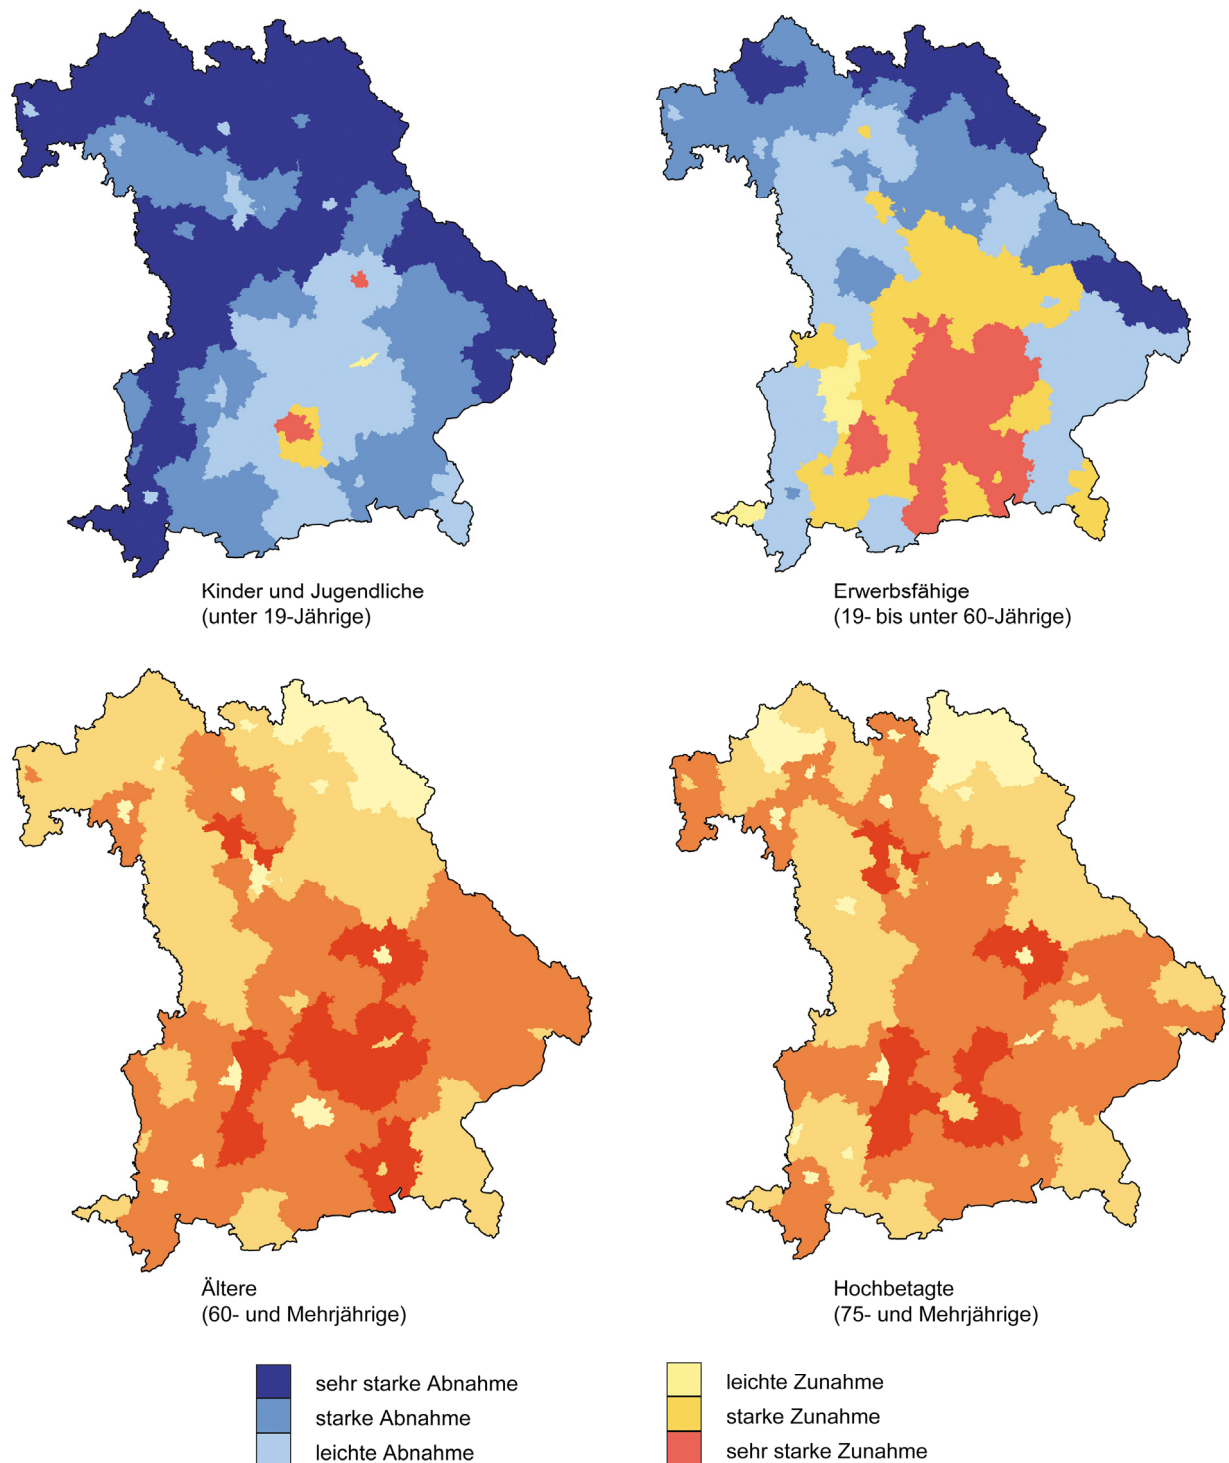 Kinder und Jugendliche
(unter 19-Jährige)
Erwerbsfähige
(19- bis unter 60-Jährige)
Ältere
(60- und Mehrjährige)
Hochbetagte
(75- und Mehrjährige)
sehr starke Abnahme
starke Abnahme
leichte Abnahme
leichte Zunahme
starke Zunahme
sehr starke Zunahme